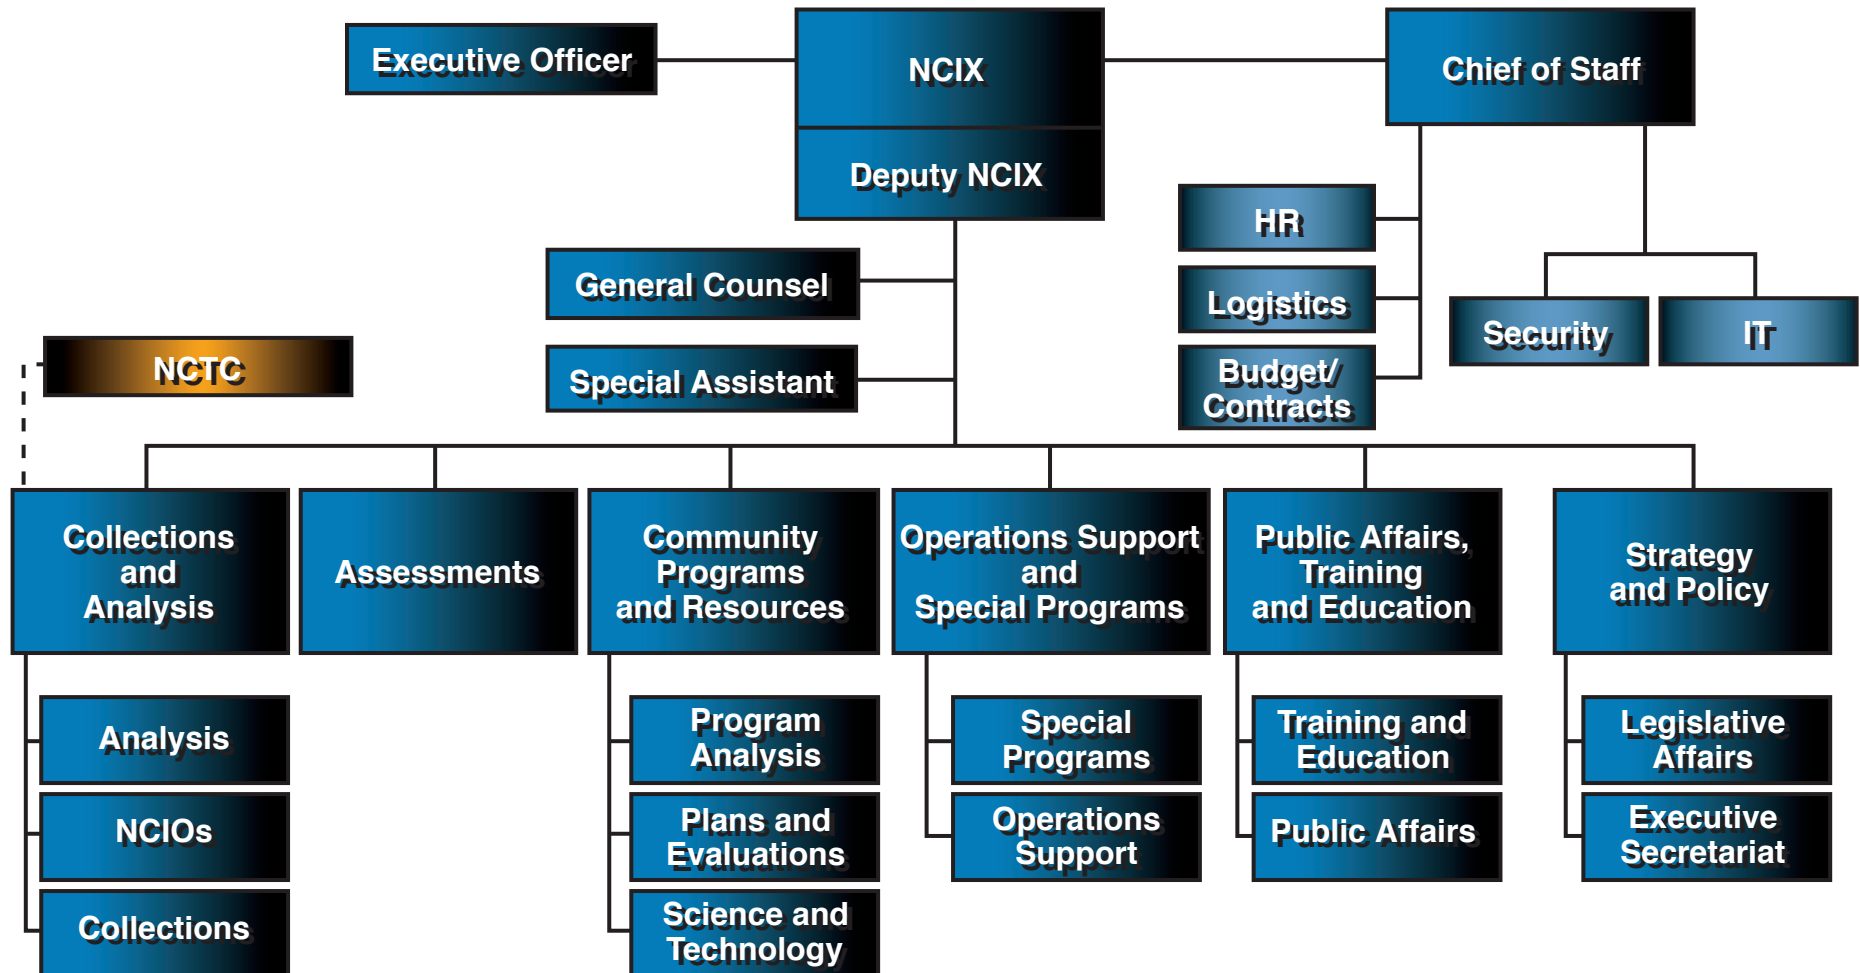 Executive Officer
NCIX
Chief of Staff
Deputy NCIX
HR
General Counsel
Logistics
Security
IT
NCTC
Special Assistant
Budget/
Contracts
Collections
and
Analysis
Assessments
Community
Programs
and Resources
Operations Support
and
Special Programs
Public Affairs,
Training
and Education
Strategy
and Policy
Analysis
NCIOs
Collections
Program
Analysis
Plans and
Evaluations
Science and
Technology
Special
Programs
Operations
Support
Training and
Education
Public Affairs
Legislative
Affairs
Executive
Secretariat